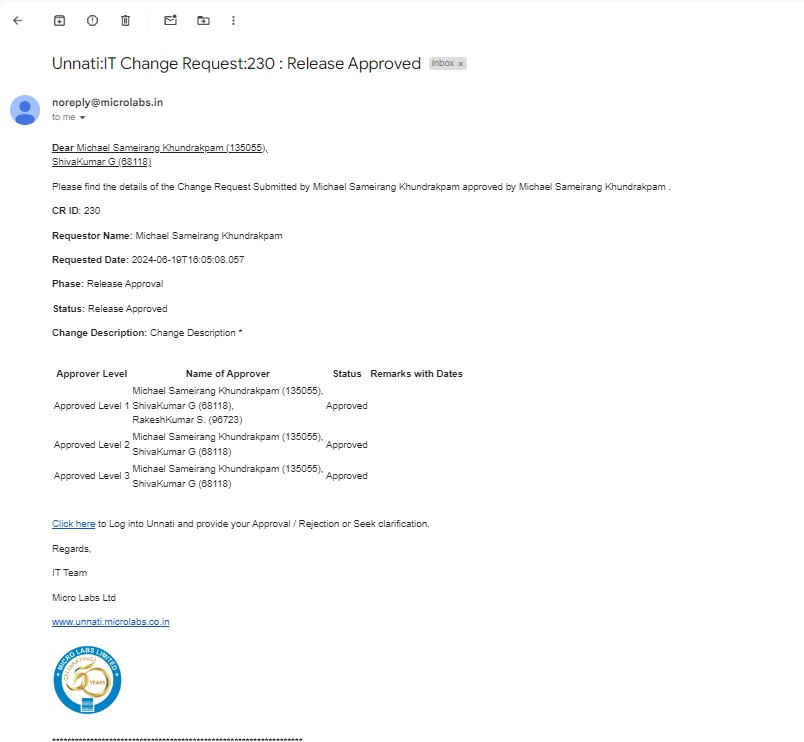 Unnati:IT Change Request:230 : Release Approved Inbox ×
noreply@microlabs.in
to me
Dear Michael Sameirang Khundrakpam (135055),
ShivaKumar G (68118)
Please find the details of the Change Request Submitted by Michael Sameirang Khundrakpam approved by Michael Sameirang Khundrakpam .
CR ID: 230
Requestor Name: Michael Sameirang Khundrakpam
Requested Date: 2024-06-19T16:05:08.057
Phase: Release Approval
Status: Release Approved
Change Description: Change Description *
Approver Level Name of Approver Status Remarks with Dates
Michael Sameirang Khundrakpam (135055),
Approved Level 1 ShivaKumar G (68118), Approved
RakeshKumar S. (96723)
Michael Sameirang Khundrakpam (135055),
Approved Level 2 Approved
ShivaKumar G (68118)
Michael Sameirang Khundrakpam (135055),
Approved Level 3 Approved
ShivaKumar G (68118)
Click here to Log into Unnati and provide your Approval / Rejection or Seek clarification.
Regards,
IT Team
Micro Labs Ltd
www.unnati.microlabs.co.in
MICRO LABS LIMITED
CELEBRATING
50 YEARS